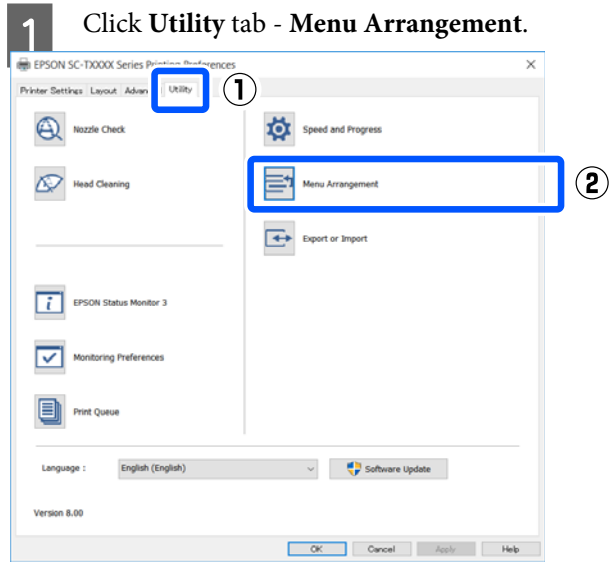 1
Click Utility tab - Menu Arrangement.
EPSON SC-TXXXX Series Printing Preferences
Printer Settings Layout Advan Utility ①
Nozzle Check
Speed and Progress
Head Cleaning
Menu Arrangement ②
Export or Import
EPSON Status Monitor 3
Monitoring Preferences
Print Queue
Language : English (English) Software Update
Version 8.00
OK Cancel Apply Help